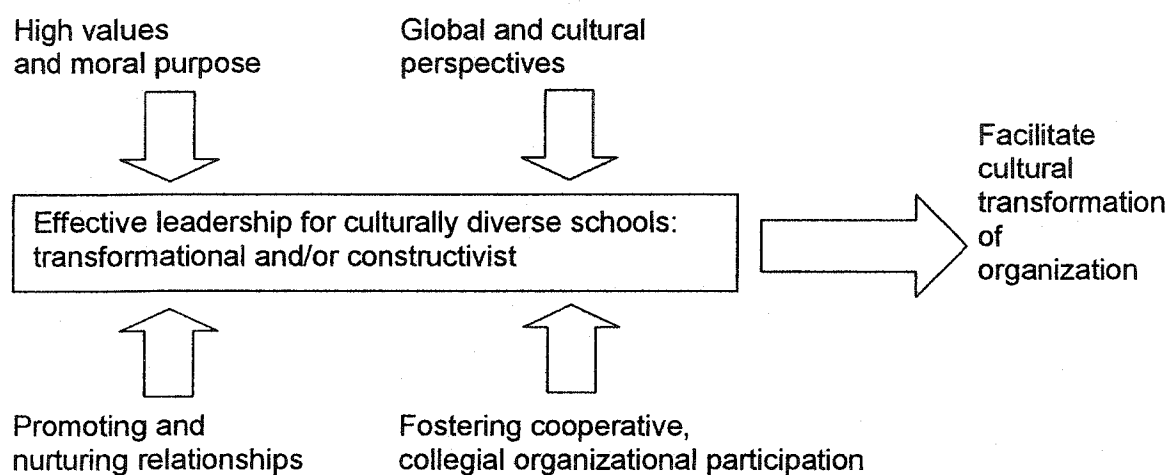 High values
and moral purpose
Global and cultural
perspectives
Effective leadership for culturally diverse schools:
transformational and/or constructivist
Facilitate
cultural
transformation
of
organization
Promoting and
nurturing relationships
Fostering cooperative,
collegial organizational participation